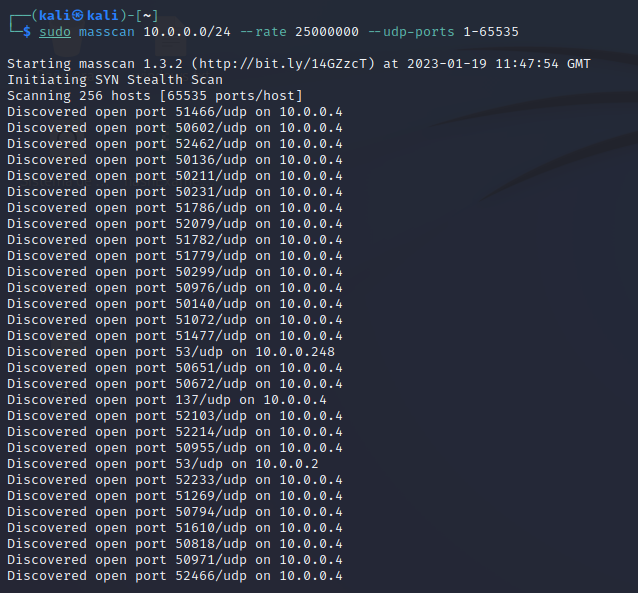 ┌──(kali㉿kali)-[~]
└─$ sudo masscan 10.0.0.0/24 --rate 25000000 --udp-ports 1-65535
Starting masscan 1.3.2 (http://bit.ly/14GZzcT) at 2023-01-19 11:47:54 GMT
Initiating SYN Stealth Scan
Scanning 256 hosts [65535 ports/host]
Discovered open port 51466/udp on 10.0.0.4
Discovered open port 50602/udp on 10.0.0.4
Discovered open port 52462/udp on 10.0.0.4
Discovered open port 50136/udp on 10.0.0.4
Discovered open port 50211/udp on 10.0.0.4
Discovered open port 50231/udp on 10.0.0.4
Discovered open port 51786/udp on 10.0.0.4
Discovered open port 52079/udp on 10.0.0.4
Discovered open port 51782/udp on 10.0.0.4
Discovered open port 51779/udp on 10.0.0.4
Discovered open port 50299/udp on 10.0.0.4
Discovered open port 50976/udp on 10.0.0.4
Discovered open port 50140/udp on 10.0.0.4
Discovered open port 51072/udp on 10.0.0.4
Discovered open port 51477/udp on 10.0.0.4
Discovered open port 53/udp on 10.0.0.248
Discovered open port 50651/udp on 10.0.0.4
Discovered open port 50672/udp on 10.0.0.4
Discovered open port 137/udp on 10.0.0.4
Discovered open port 52103/udp on 10.0.0.4
Discovered open port 52214/udp on 10.0.0.4
Discovered open port 50955/udp on 10.0.0.4
Discovered open port 53/udp on 10.0.0.2
Discovered open port 52233/udp on 10.0.0.4
Discovered open port 51269/udp on 10.0.0.4
Discovered open port 50794/udp on 10.0.0.4
Discovered open port 51610/udp on 10.0.0.4
Discovered open port 50818/udp on 10.0.0.4
Discovered open port 50971/udp on 10.0.0.4
Discovered open port 52466/udp on 10.0.0.4